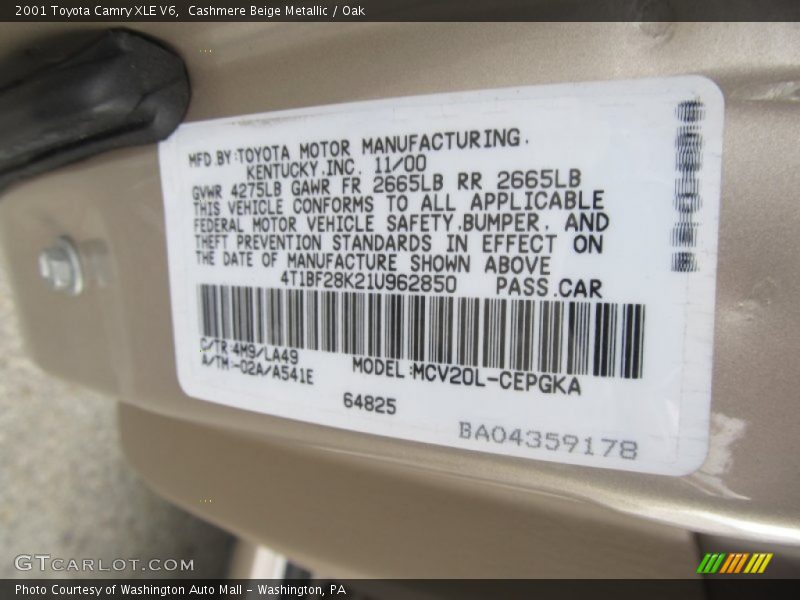 2001 Toyota Camry XLE V6,  Cashmere Beige Metallic / Oak
MFD.BY:TOYOTA MOTOR MANUFACTURING.
KENTUCKY.INC. 11/00
GVWR 4275LB GAWR FR 2665LB RR 2665LB
THIS VEHICLE CONFORMS TO ALL APPLICABLE
FEDERAL MOTOR VEHICLE SAFETY.BUMPER. AND
THEFT PREVENTION STANDARDS IN EFFECT ON
THE DATE OF MANUFACTURE SHOWN ABOVE
4T1BF28K21U962850 PASS.CAR
C/TR:4M9/LA49
A/TM:-02A/A541E MODEL:MCV20L-CEPGKA
64825
BA04359178
GTCARLOT.COM
Photo Courtesy of Washington Auto Mall - Washington, PA